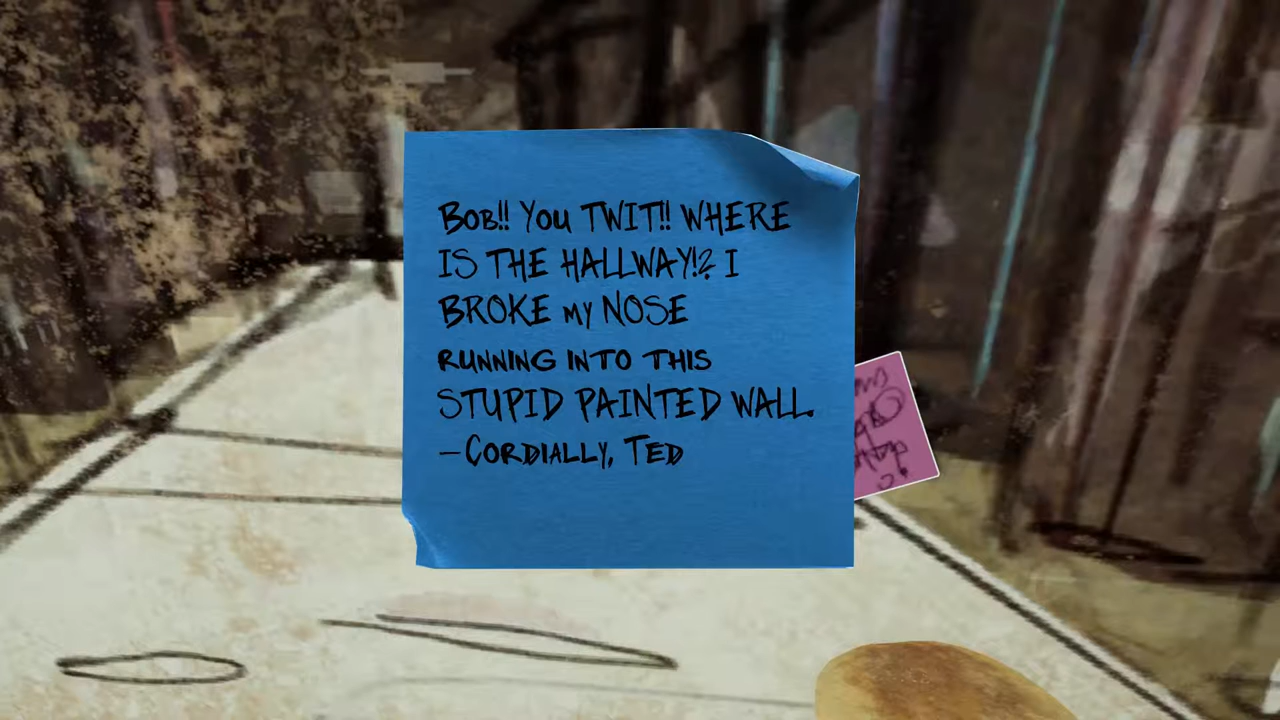 BOB!! YOU TWIT!! WHERE
IS THE HALLWAY!? I
BROKE MY NOSE
RUNNING INTO THIS
STUPID PAINTED WALL.
—CORDIALLY, TED